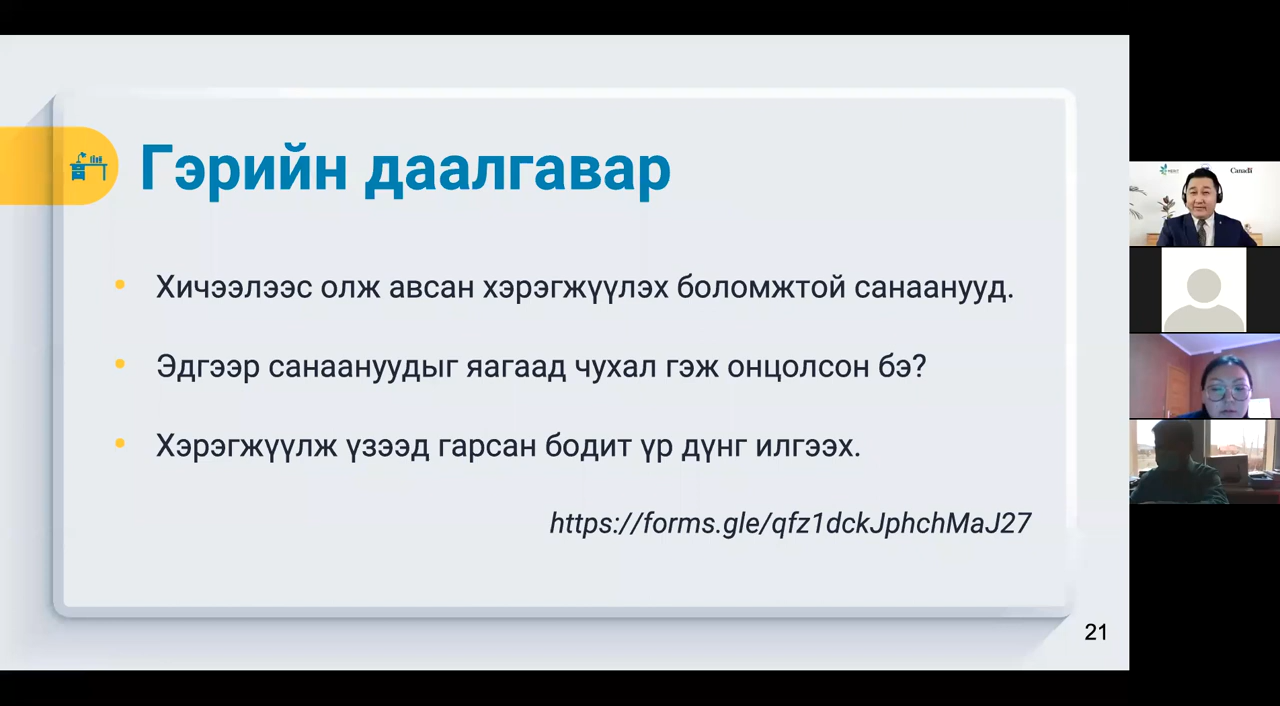 Гэрийн даалгавар
• Хичээлээс олж авсан хэрэгжүүлэх боломжтой санаанууд.
• Эдгээр санаануудыг яагаад чухал гэж онцолсон бэ?
• Хэрэгжүүлж үзээд гарсан бодит үр дүнг илгээх.
https://forms.gle/qfz1dckJphchMaJ27
21
Canada